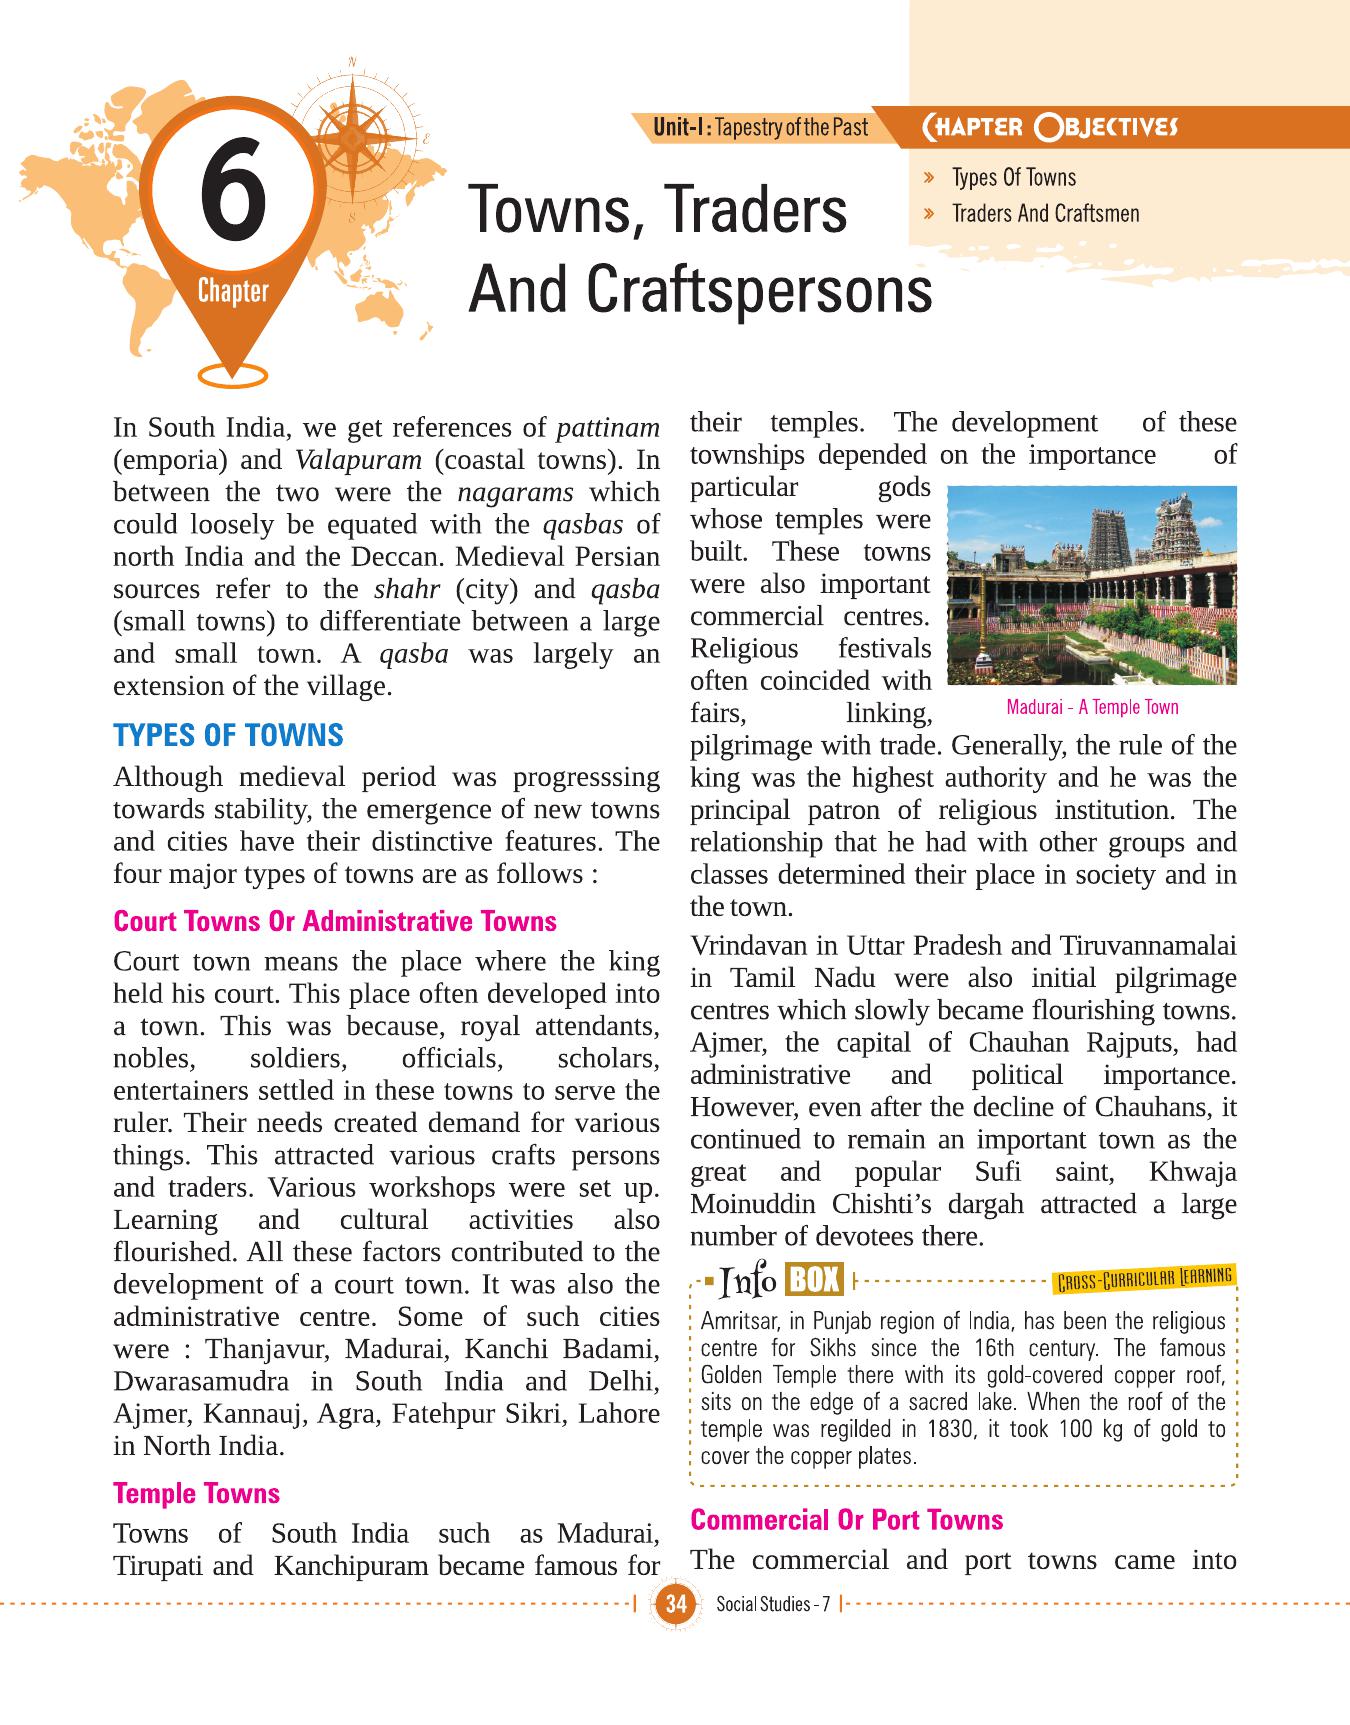 N
E
S
6
Chapter
Unit-I : Tapestry of the Past
CHAPTER OBJECTIVES
» Types Of Towns
» Traders And Craftsmen
Towns, Traders
And Craftspersons
In South India, we get references of pattinam
(emporia) and Valapuram (coastal towns). In
between the two were the nagarams which
could loosely be equated with the qasbas of
north India and the Deccan. Medieval Persian
sources refer to the shahr (city) and qasba
(small towns) to differentiate between a large
and small town. A qasba was largely an
extension of the village.
TYPES OF TOWNS
Although medieval period was progresssing
towards stability, the emergence of new towns
and cities have their distinctive features. The
four major types of towns are as follows :
Court Towns Or Administrative Towns
Court town means the place where the king
held his court. This place often developed into
a town. This was because, royal attendants,
nobles, soldiers, officials, scholars,
entertainers settled in these towns to serve the
ruler. Their needs created demand for various
things. This attracted various crafts persons
and traders. Various workshops were set up.
Learning and cultural activities also
flourished. All these factors contributed to the
development of a court town. It was also the
administrative centre. Some of such cities
were : Thanjavur, Madurai, Kanchi Badami,
Dwarasamudra in South India and Delhi,
Ajmer, Kannauj, Agra, Fatehpur Sikri, Lahore
in North India.
Temple Towns
Towns of South India such as Madurai,
Tirupati and Kanchipuram became famous for
their temples. The development of these
townships depended on the importance of
particular gods
whose temples were
built. These towns
were also important
commercial centres.
Religious festivals
often coincided with
fairs, linking,
Madurai - A Temple Town
pilgrimage with trade. Generally, the rule of the
king was the highest authority and he was the
principal patron of religious institution. The
relationship that he had with other groups and
classes determined their place in society and in
the town.
Vrindavan in Uttar Pradesh and Tiruvannamalai
in Tamil Nadu were also initial pilgrimage
centres which slowly became flourishing towns.
Ajmer, the capital of Chauhan Rajputs, had
administrative and political importance.
However, even after the decline of Chauhans, it
continued to remain an important town as the
great and popular Sufi saint, Khwaja
Moinuddin Chishti’s dargah attracted a large
number of devotees there.
Info BOX
CROSS-CURRICULAR LEARNING
Amritsar, in Punjab region of India, has been the religious
centre for Sikhs since the 16th century. The famous
Golden Temple there with its gold-covered copper roof,
sits on the edge of a sacred lake. When the roof of the
temple was regilded in 1830, it took 100 kg of gold to
cover the copper plates.
Commercial Or Port Towns
The commercial and port towns came into
34
Social Studies - 7